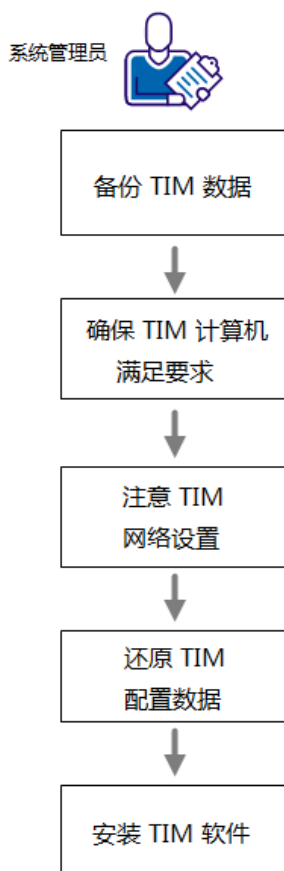 系统管理员
备份 TIM 数据
确保 TIM 计算机
满足要求
注意 TIM
网络设置
还原 TIM
配置数据
安装 TIM 软件